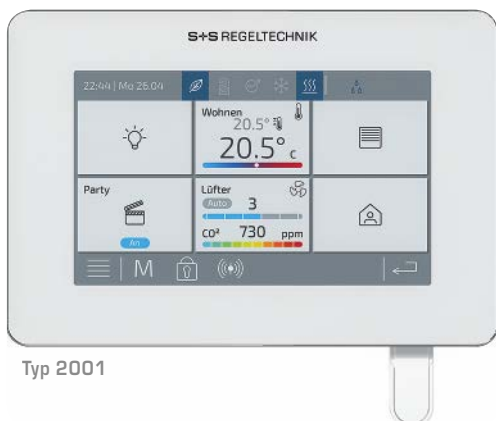 S+S REGELTECHNIK
22:44 | Mo 26.04
Wohnen
20.5°
20.5° c
Party
An
Lüfter
Auto 3
CO² 730 ppm
M
Typ 2001